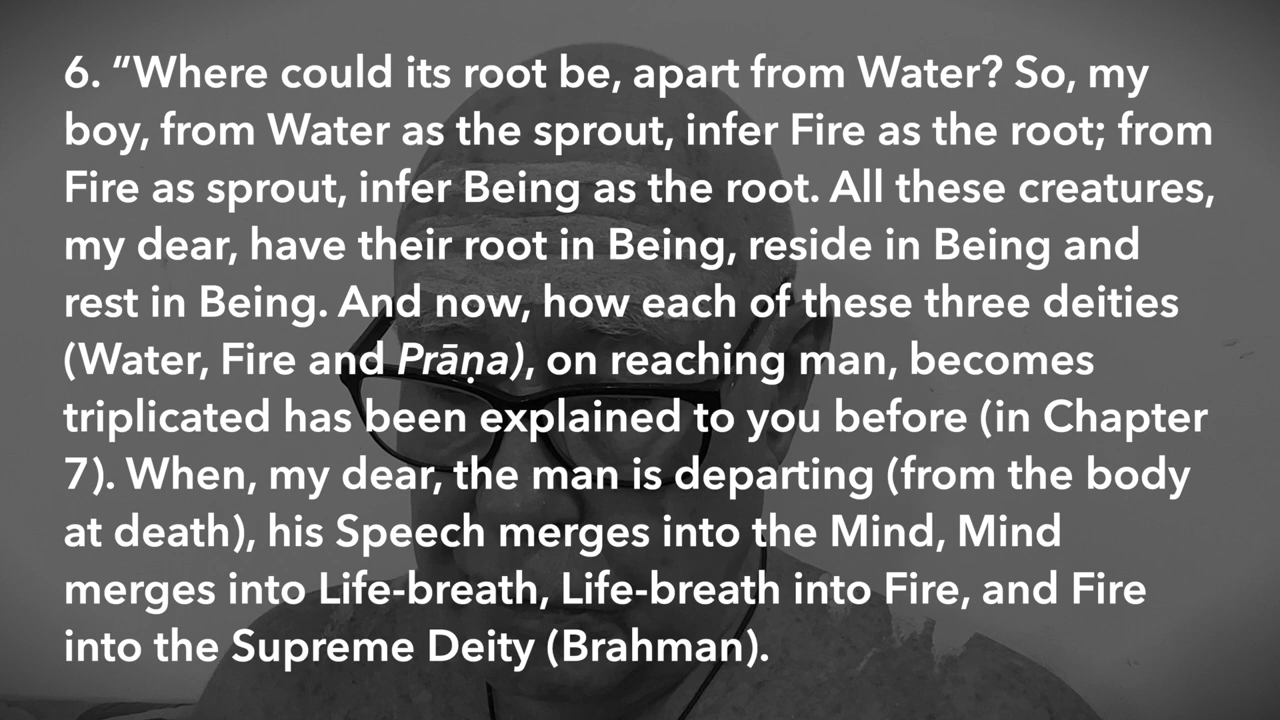 6. “Where could its root be, apart from Water? So, my
boy, from Water as the sprout, infer Fire as the root; from
Fire as sprout, infer Being as the root. All these creatures,
my dear, have their root in Being, reside in Being and
rest in Being. And now, how each of these three deities
(Water, Fire and Prāṇa), on reaching man, becomes
triplicated has been explained to you before (in Chapter
7). When, my dear, the man is departing (from the body
at death), his Speech merges into the Mind, Mind
merges into Life-breath, Life-breath into Fire, and Fire
into the Supreme Deity (Brahman).